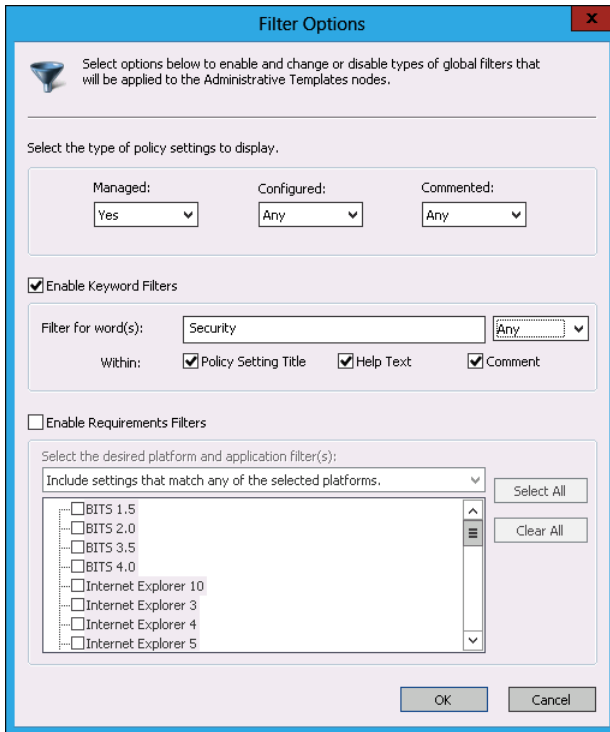 Filter Options
x
Select options below to enable and change or disable types of global filters that
will be applied to the Administrative Templates nodes.
Select the type of policy settings to display.
Managed: Configured: Commented:
Yes Any Any
Enable Keyword Filters
Filter for word(s): Security Any
Within: Policy Setting Title Help Text Comment
Enable Requirements Filters
Select the desired platform and application filter(s):
Include settings that match any of the selected platforms.
Select All
BITS 1.5
BITS 2.0
Clear All
BITS 3.5
BITS 4.0
Internet Explorer 10
Internet Explorer 3
Internet Explorer 4
Internet Explorer 5
OK Cancel